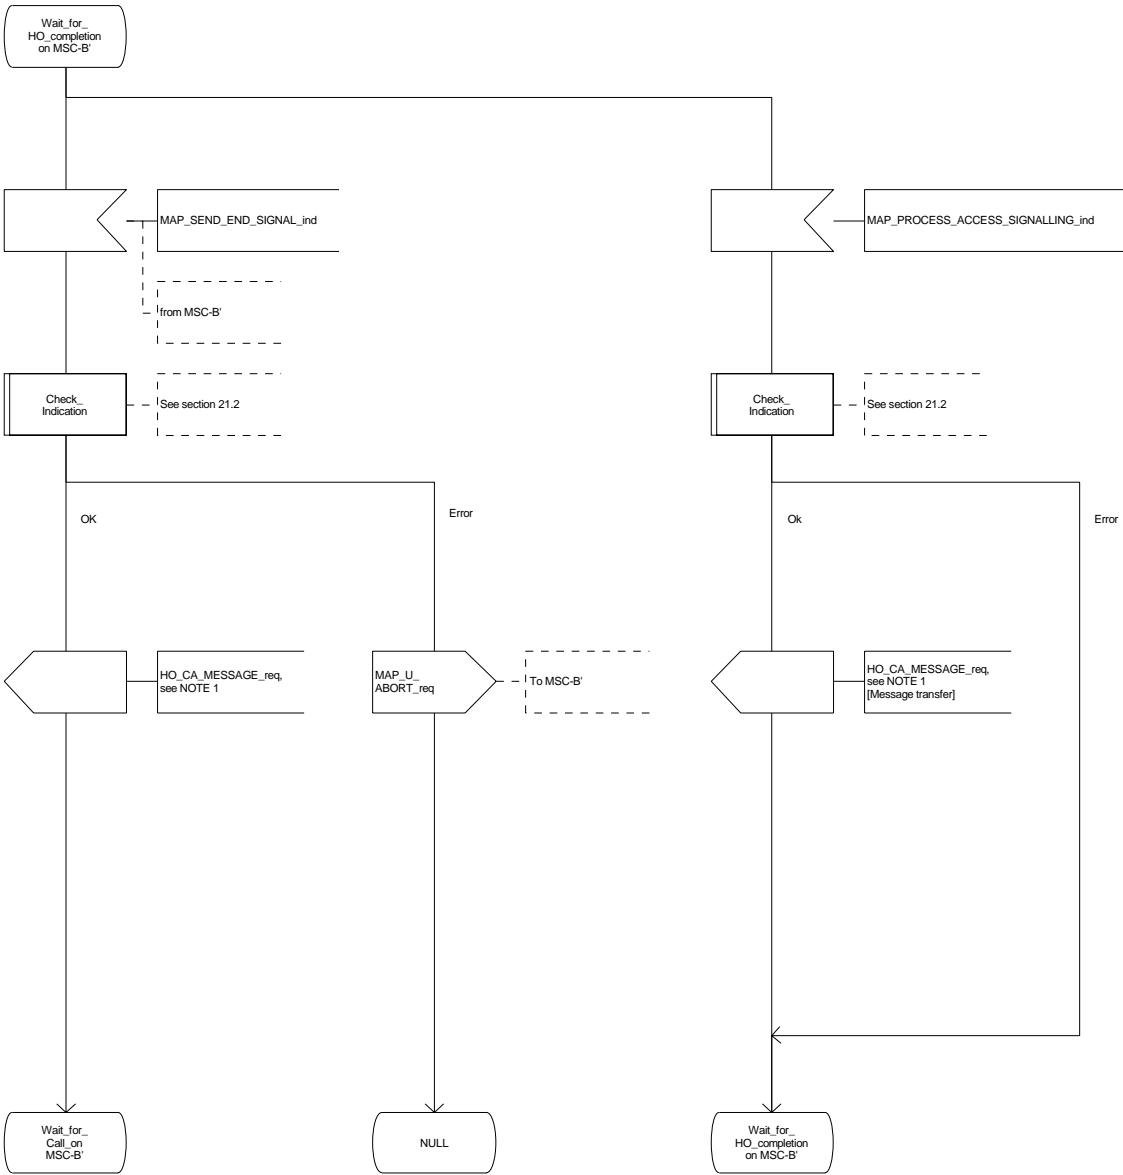 Wait_for_
HO_completion
on MSC-B'
MAP_SEND_END_SIGNAL_ind
MAP_PROCESS_ACCESS_SIGNALLING_ind
from MSC-B'
Check_
Indication
See section 21.2
Check_
Indication
See section 21.2
OK
Error
Ok
Error
HO_CA_MESSAGE_req,
see NOTE 1
MAP_U_
ABORT_req
To MSC-B'
HO_CA_MESSAGE_req,
see NOTE 1
[Message transfer]
Wait_for_
Call_on
MSC-B'
NULL
Wait_for_
HO_completion
on MSC-B'